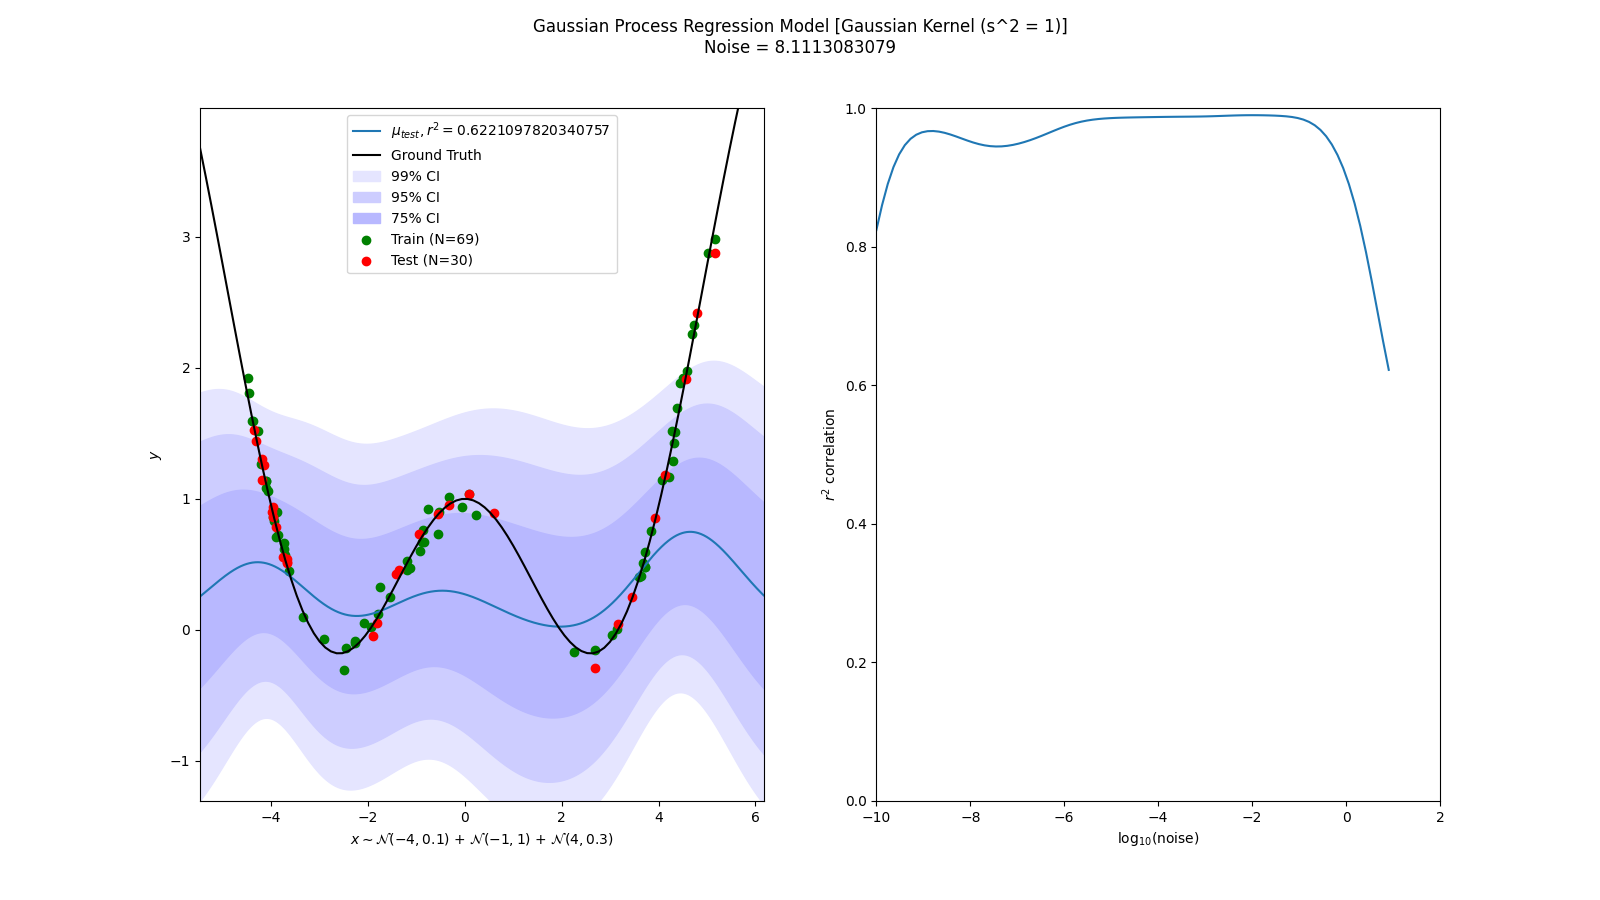 Gaussian Process Regression Model [Gaussian Kernel (s^2 = 1)]
Noise = 8.1113083079
μ_test, r² = 0.6221097820340757
Ground Truth
99% CI
95% CI
75% CI
Train (N=69)
Test (N=30)
y
3
2
1
0
−1
−4 −2 0 2 4 6
x ∼ 𝒩(−4, 0.1) + 𝒩(−1, 1) + 𝒩(4, 0.3)
r² correlation
1.0
0.8
0.6
0.4
0.2
0.0
−10 −8 −6 −4 −2 0 2
log₁₀(noise)